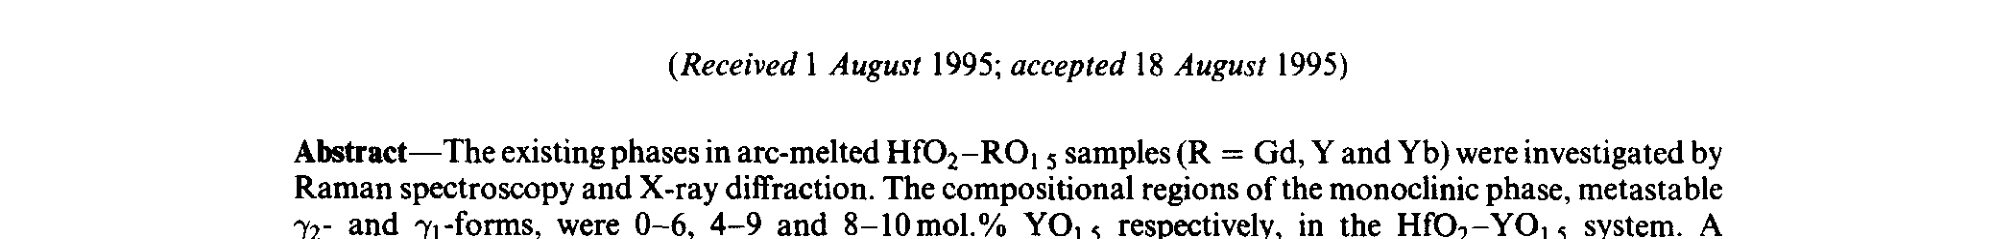 (Received 1 August 1995; accepted 18 August 1995)
Abstract—The existing phases in arc-melted HfO₂–RO₁.₅ samples (R = Gd, Y and Yb) were investigated by
Raman spectroscopy and X-ray diffraction. The compositional regions of the monoclinic phase, metastable
γ₂- and γ₁-forms, were 0–6, 4–9 and 8–10 mol.% YO₁.₅ respectively, in the HfO₂–YO₁.₅ system. A